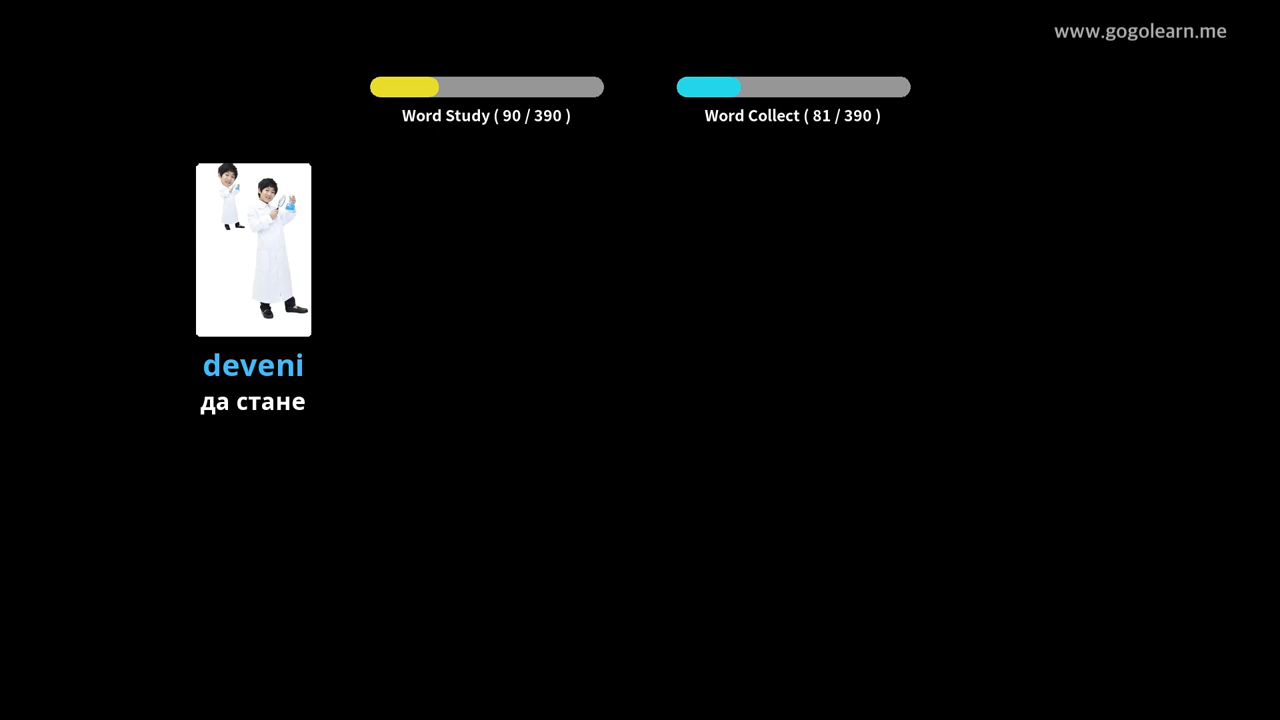 www.gogolearn.me
Word Study ( 90 / 390 )
Word Collect ( 81 / 390 )
deveni
да стане